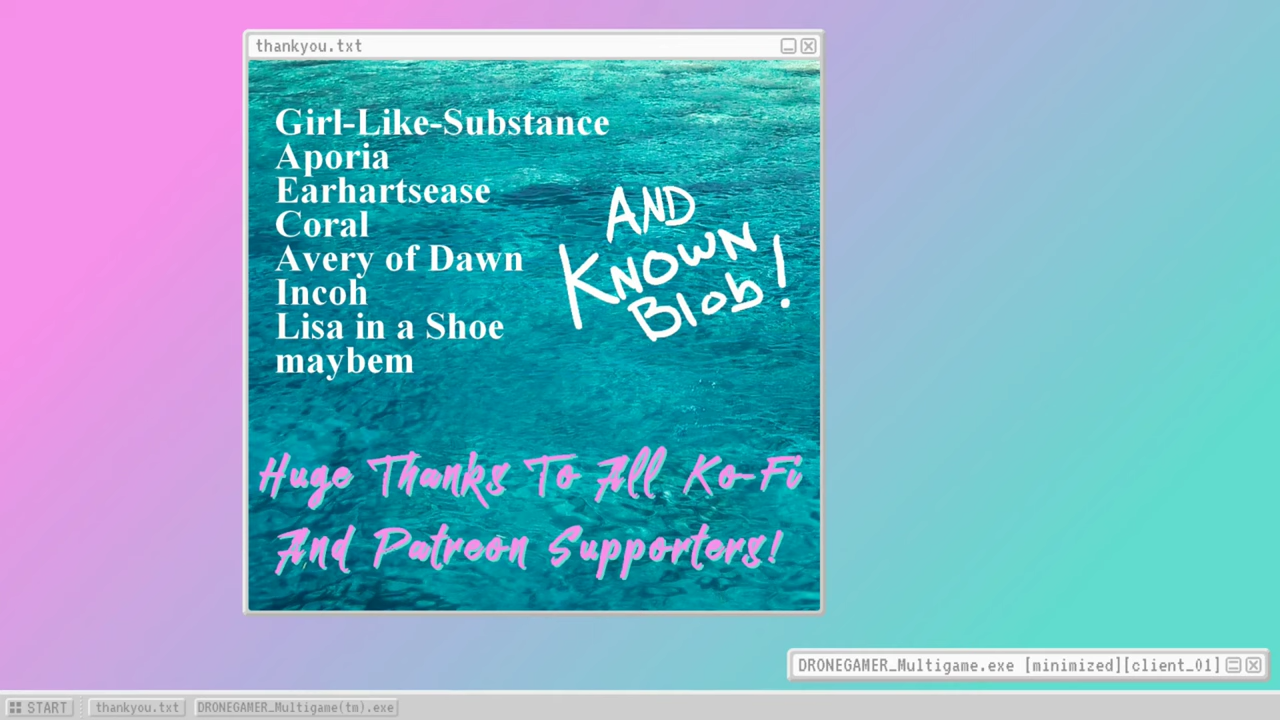 thankyou.txt
Girl-Like-Substance
Aporia
Earhartsease
Coral
Avery of Dawn
Incoh
Lisa in a Shoe
maybem
AND
KNOWN
Blob!
Huge Thanks To All Ko-Fi
And Patreon Supporters!
DRONEGAMER_Multigame.exe [minimized][client_01]
START
thankyou.txt
DRONEGAMER_Multigame(tm).exe